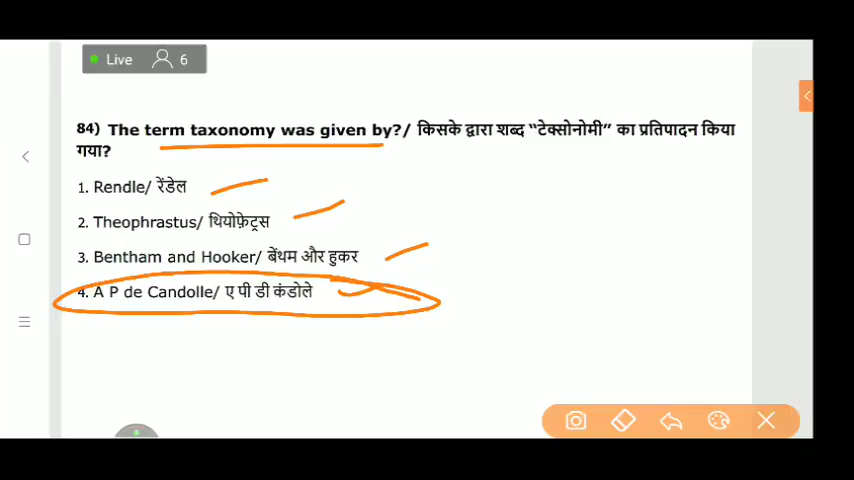 Live 6
84) The term taxonomy was given by?/ किसके द्वारा शब्द “टेक्सोनोमी” का प्रतिपादन किया
गया?
1. Rendle/ रेंडेल
2. Theophrastus/ थियोफ़ेट्रस
3. Bentham and Hooker/ बेंथम और हुकर
4. A P de Candolle/ ए पी डी कंडोले